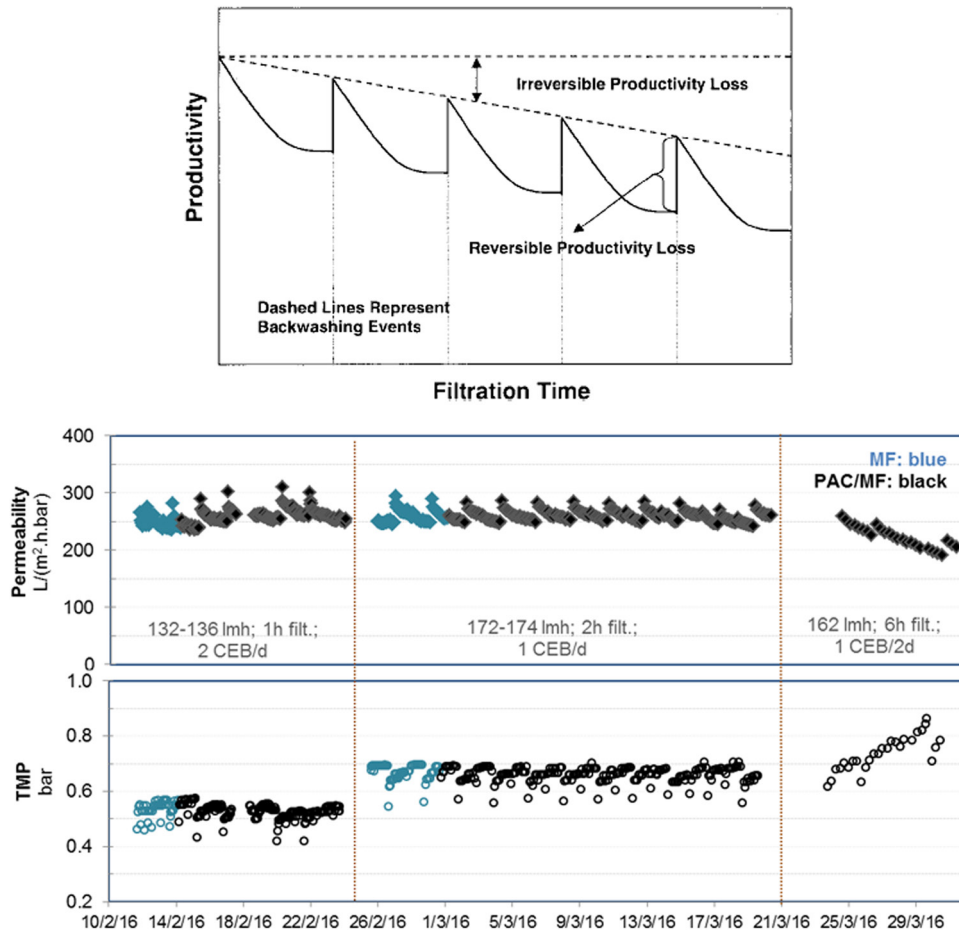 Productivity
Irreversible Productivity Loss
Reversible Productivity Loss
Dashed Lines Represent
Backwashing Events
Filtration Time
Permeability
L/(m².h.bar)
400
300
200
100
0
MF: blue
PAC/MF: black
132-136 lmh; 1h filt.;
2 CEB/d
172-174 lmh; 2h filt.;
1 CEB/d
162 lmh; 6h filt.;
1 CEB/2d
TMP
bar
1.0
0.8
0.6
0.4
0.2
10/2/16 14/2/16 18/2/16 22/2/16 26/2/16 1/3/16 5/3/16 9/3/16 13/3/16 17/3/16 21/3/16 25/3/16 29/3/16